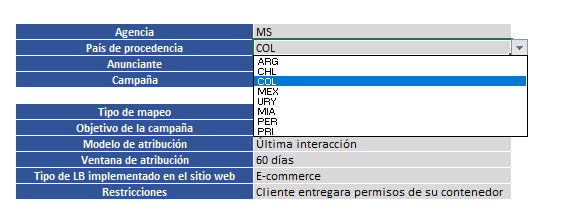 Agencia MS
País de procedencia COL
Anunciante
Campaña
ARG
CHL
COL
MEX
URY
MIA
PER
PRI
Tipo de mapeo
Objetivo de la campaña
Modelo de atribución Última interacción
Ventana de atribución 60 días
Tipo de LB implementado en el sitio web E-commerce
Restricciones Cliente entregara permisos de su contenedor